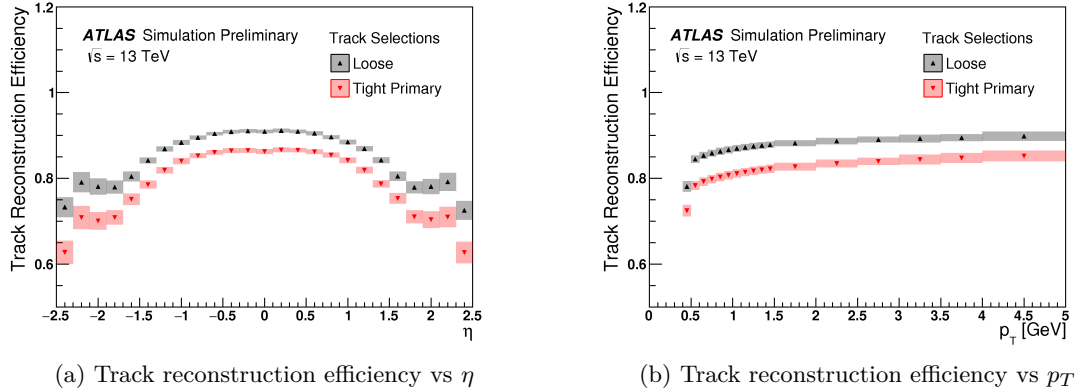 Track Reconstruction Efficiency
1.2
1
0.8
0.6
ATLAS Simulation Preliminary
√s = 13 TeV
Track Selections
Loose
Tight Primary
−2.5 −2 −1.5 −1 −0.5 0 0.5 1 1.5 2 2.5
η
(a) Track reconstruction efficiency vs η
Track Reconstruction Efficiency
1.2
1
0.8
0.6
ATLAS Simulation Preliminary
√s = 13 TeV
Track Selections
Loose
Tight Primary
0 0.5 1 1.5 2 2.5 3 3.5 4 4.5 5
p_T [GeV]
(b) Track reconstruction efficiency vs p_T